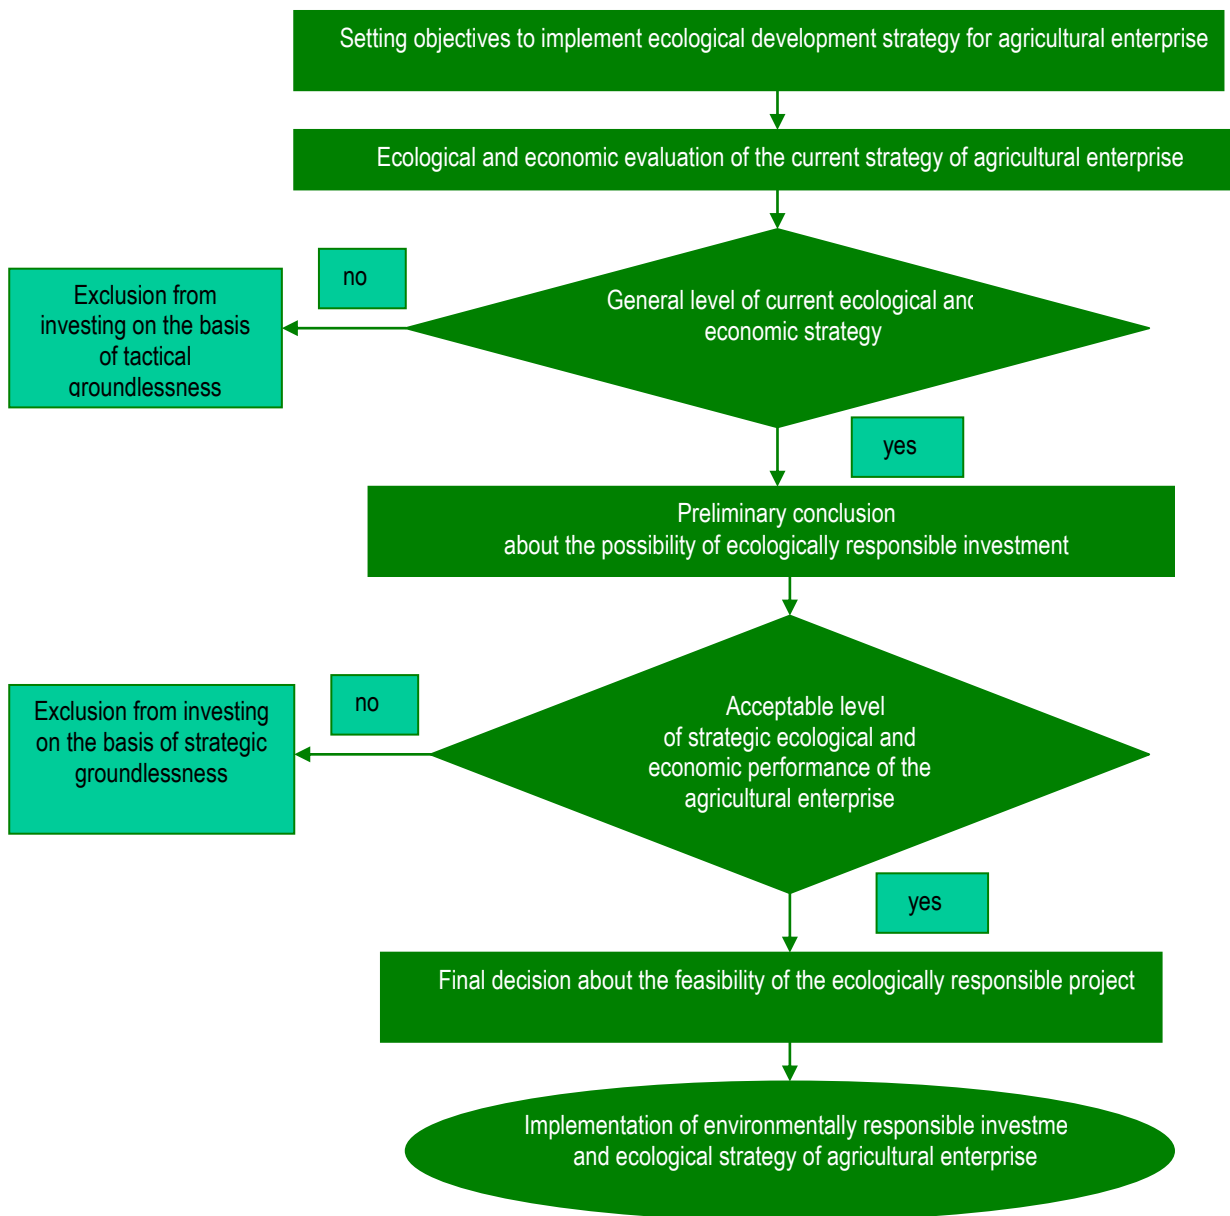 Setting objectives to implement ecological development strategy for agricultural enterprise
Ecological and economic evaluation of the current strategy of agricultural enterprise
no
Exclusion from
investing on the basis
of tactical
groundlessness
General level of current ecological and
economic strategy
yes
Preliminary conclusion
about the possibility of ecologically responsible investment
no
Exclusion from investing
on the basis of strategic
groundlessness
Acceptable level
of strategic ecological and
economic performance of the
agricultural enterprise
yes
Final decision about the feasibility of the ecologically responsible project
Implementation of environmentally responsible investme
and ecological strategy of agricultural enterprise